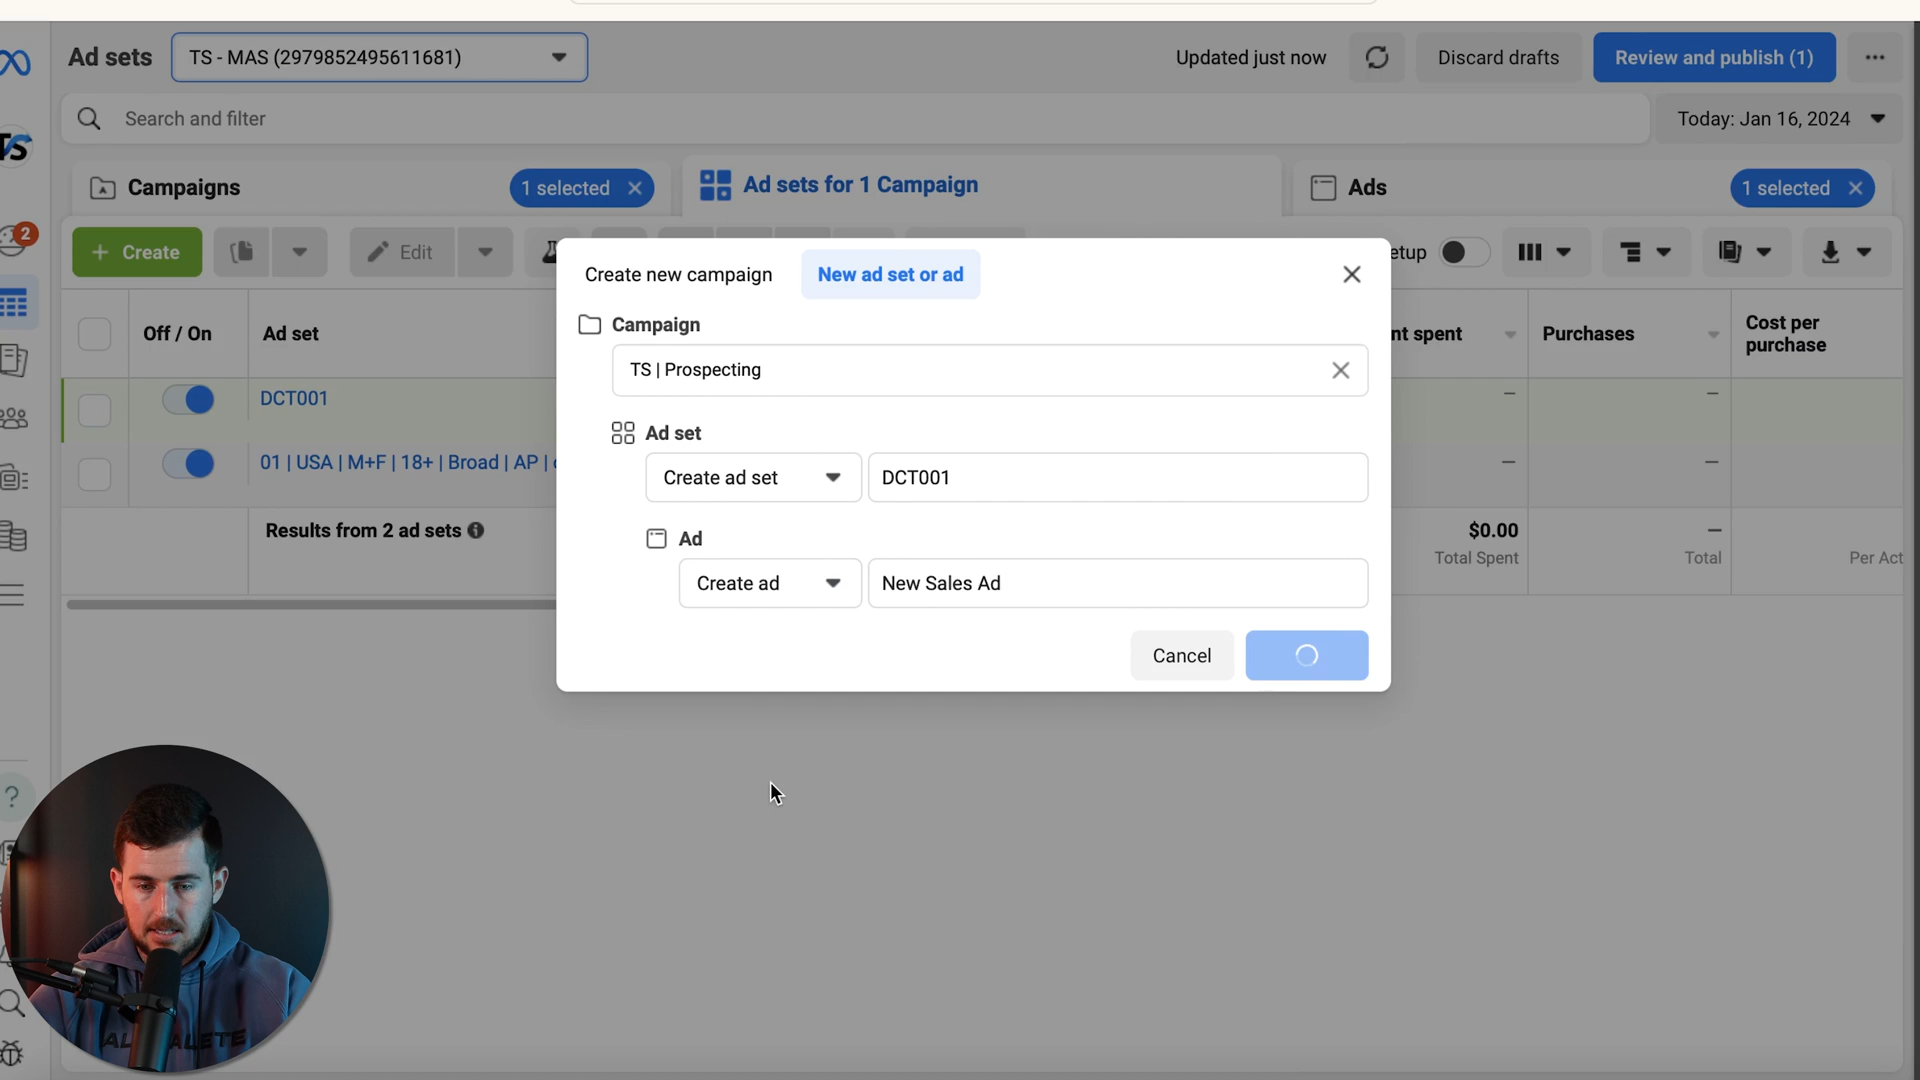 Ad sets
TS - MAS (2979852495611681)
Updated just now
Discard drafts
Review and publish (1)
Search and filter
Today: Jan 16, 2024
TS
Campaigns
1 selected
Ad sets for 1 Campaign
Ads
1 selected
2
+ Create
Edit
etup
Create new campaign
New ad set or ad
Campaign
TS | Prospecting
Ad set
Create ad set
DCT001
Ad
Create ad
New Sales Ad
Cancel
Off / On
Ad set
nt spent
Purchases
Cost per
purchase
DCT001
—
—
01 | USA | M+F | 18+ | Broad | AP |
—
—
Results from 2 ad sets
$0.00
—
Total Spent
Total
Per Act